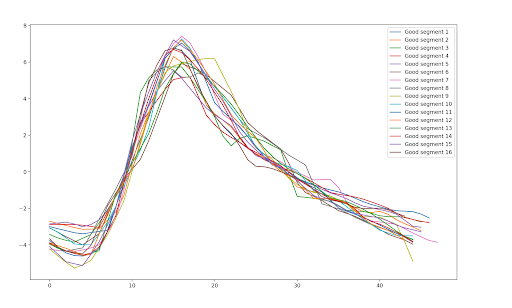 8
6
4
2
0
−2
−4
0
10
20
30
40
Good segment 1
Good segment 2
Good segment 3
Good segment 4
Good segment 5
Good segment 6
Good segment 7
Good segment 8
Good segment 9
Good segment 10
Good segment 11
Good segment 12
Good segment 13
Good segment 14
Good segment 15
Good segment 16